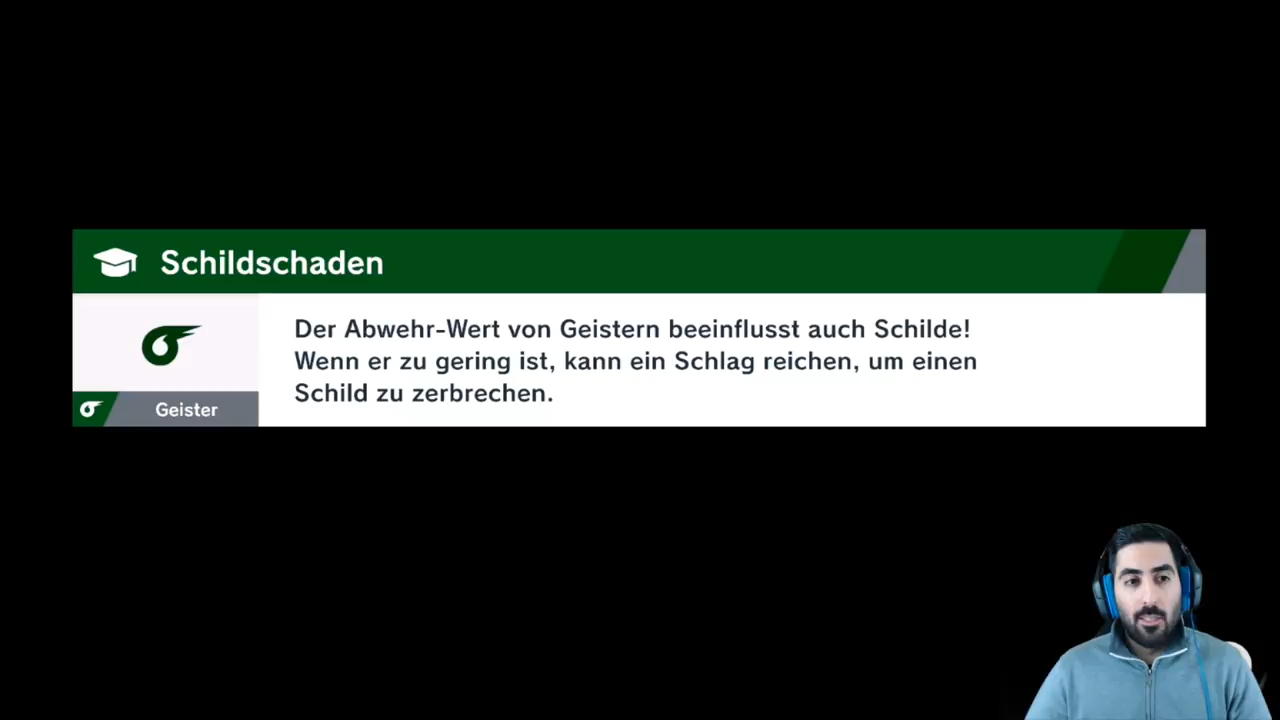 Schildschaden
Der Abwehr-Wert von Geistern beeinflusst auch Schilde!
Wenn er zu gering ist, kann ein Schlag reichen, um einen
Schild zu zerbrechen.
Geister